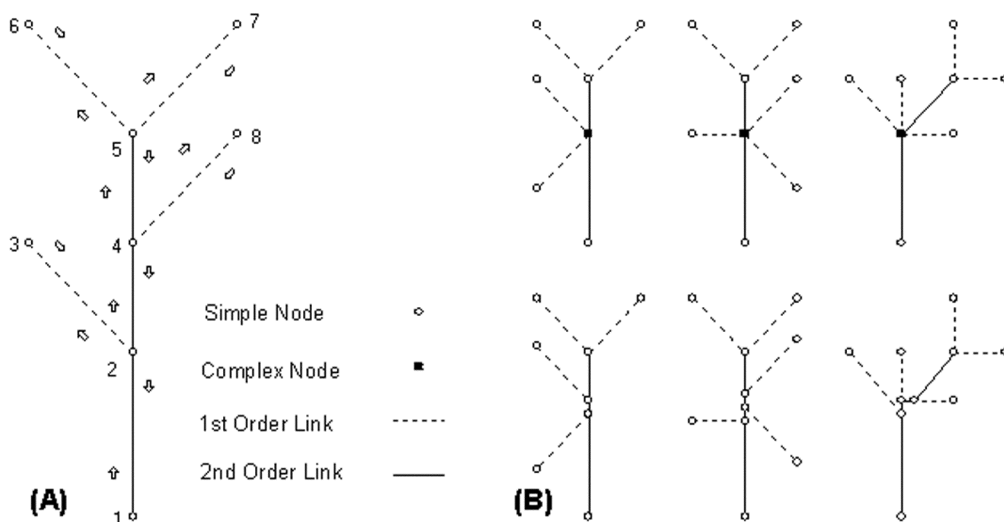 6
7
5
8
3
4
2
1
Simple Node
Complex Node
1st Order Link
2nd Order Link
(A)
(B)